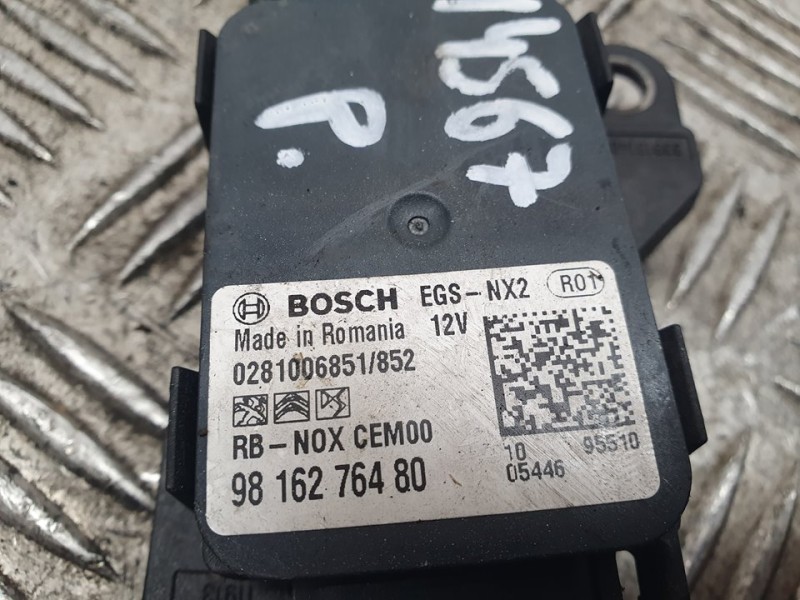 14567
P.
BOSCH EGS-NX2 R01
Made in Romania 12V
0281006851/852
RB-NOX CEM00
98 162 764 80
10 95510
05446